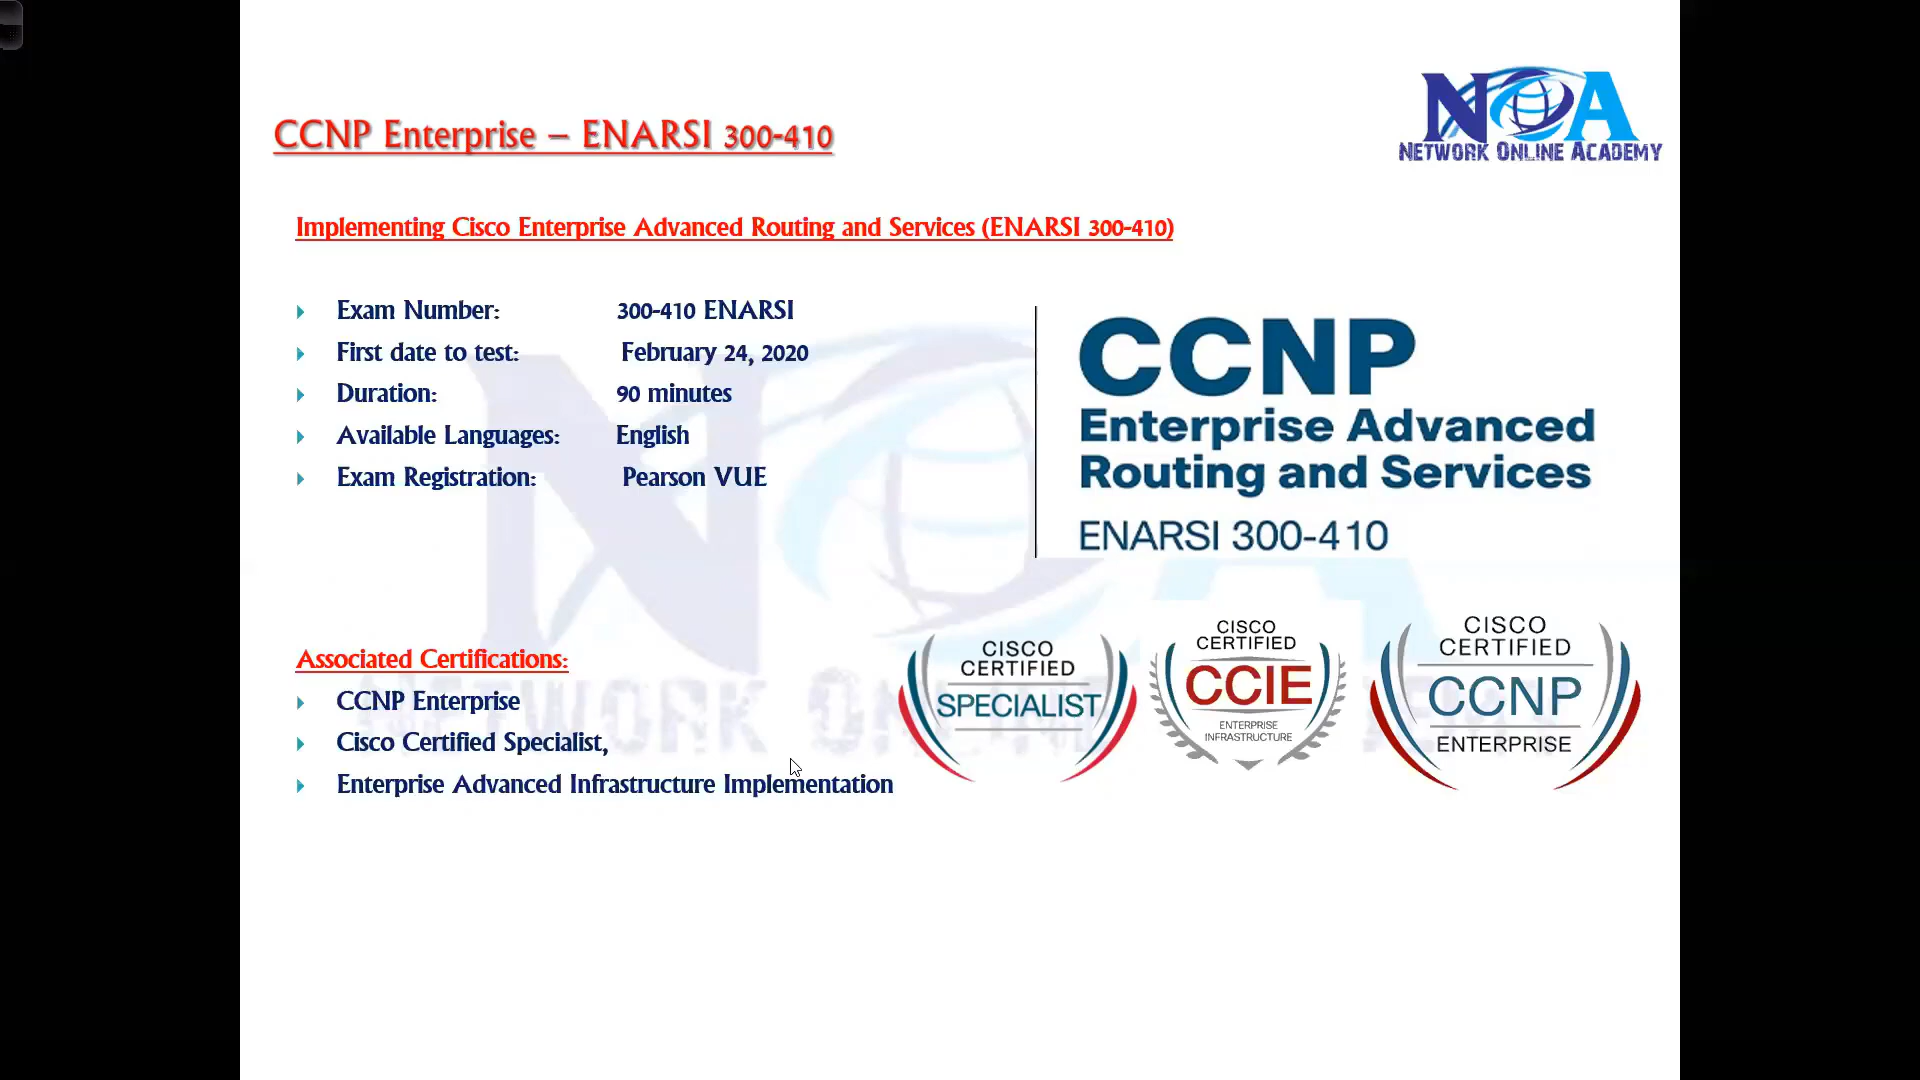 NOA
NETWORK ONLINE ACADEMY
CCNP Enterprise – ENARSI 300-410
Implementing Cisco Enterprise Advanced Routing and Services (ENARSI 300-410)
Exam Number: 300-410 ENARSI
First date to test: February 24, 2020
Duration: 90 minutes
Available Languages: English
Exam Registration: Pearson VUE
CCNP
Enterprise Advanced
Routing and Services
ENARSI 300-410
Associated Certifications:
CCNP Enterprise
Cisco Certified Specialist,
Enterprise Advanced Infrastructure Implementation
CISCO
CERTIFIED
SPECIALIST
CISCO
CERTIFIED
CCIE
ENTERPRISE
INFRASTRUCTURE
CISCO
CERTIFIED
CCNP
ENTERPRISE